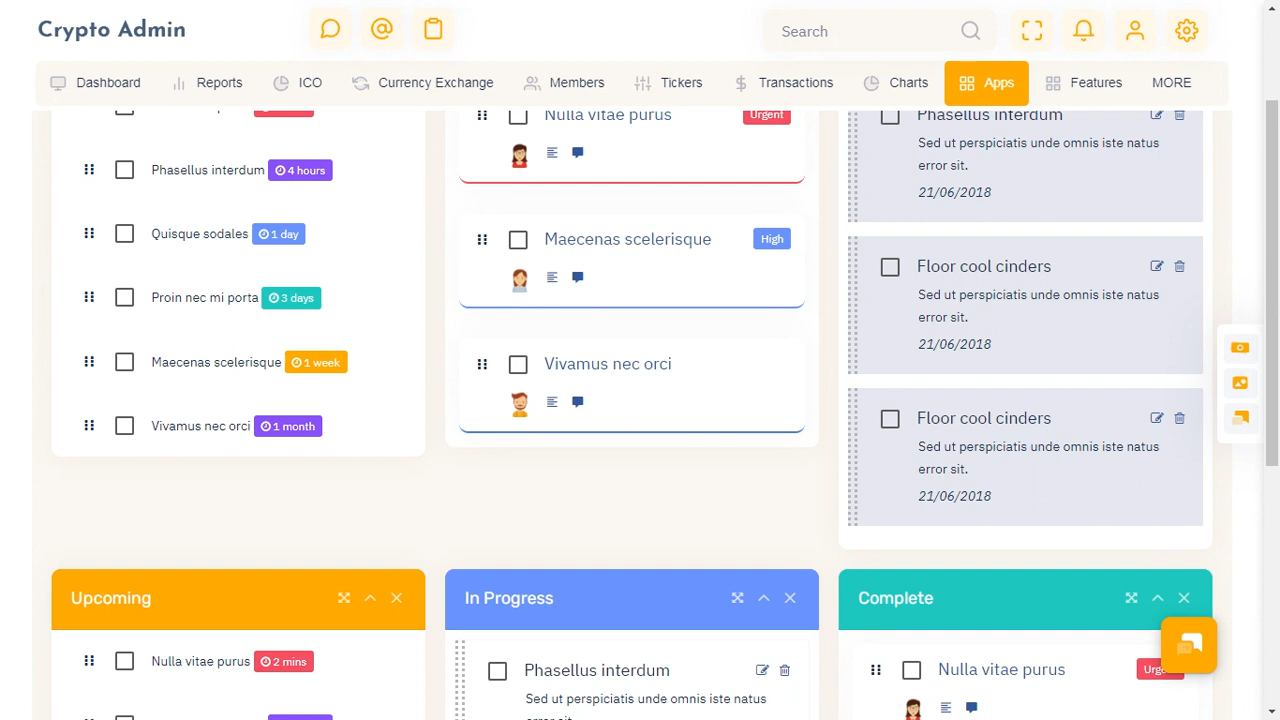 Crypto Admin
Search
Dashboard
Reports
ICO
Currency Exchange
Members
Tickers
Transactions
Charts
Apps
Features
MORE
Phasellus interdum 4 hours
Quisque sodales 1 day
Proin nec mi porta 3 days
Maecenas scelerisque 1 week
Vivamus nec orci 1 month
Nulla vitae purus Urgent
Maecenas scelerisque High
Vivamus nec orci
Phasellus interdum
Sed ut perspiciatis unde omnis iste natus
error sit.
21/06/2018
Floor cool cinders
Sed ut perspiciatis unde omnis iste natus
error sit.
21/06/2018
Floor cool cinders
Sed ut perspiciatis unde omnis iste natus
error sit.
21/06/2018
Upcoming
Nulla vitae purus 2 mins
In Progress
Phasellus interdum
Sed ut perspiciatis unde omnis iste natus
error sit.
Complete
Nulla vitae purus